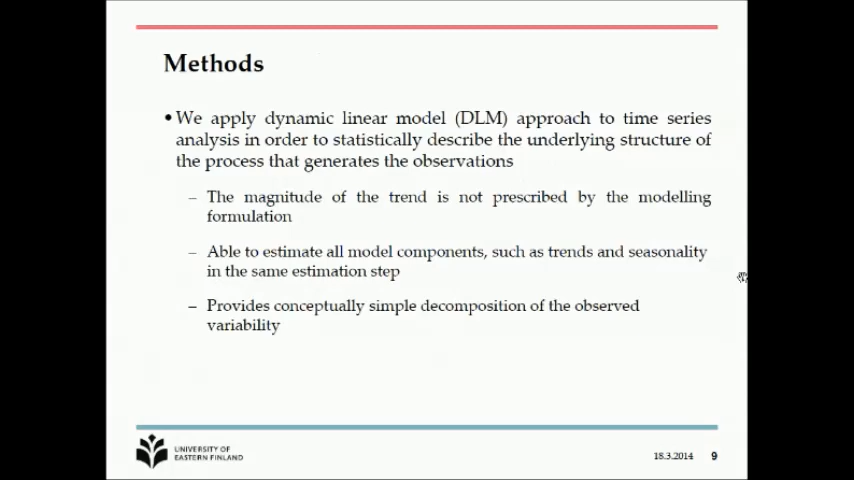 Methods
• We apply dynamic linear model (DLM) approach to time series
analysis in order to statistically describe the underlying structure of
the process that generates the observations
– The magnitude of the trend is not prescribed by the modelling
formulation
– Able to estimate all model components, such as trends and seasonality
in the same estimation step
– Provides conceptually simple decomposition of the observed
variability
UNIVERSITY OF
EASTERN FINLAND
18.3.2014 9